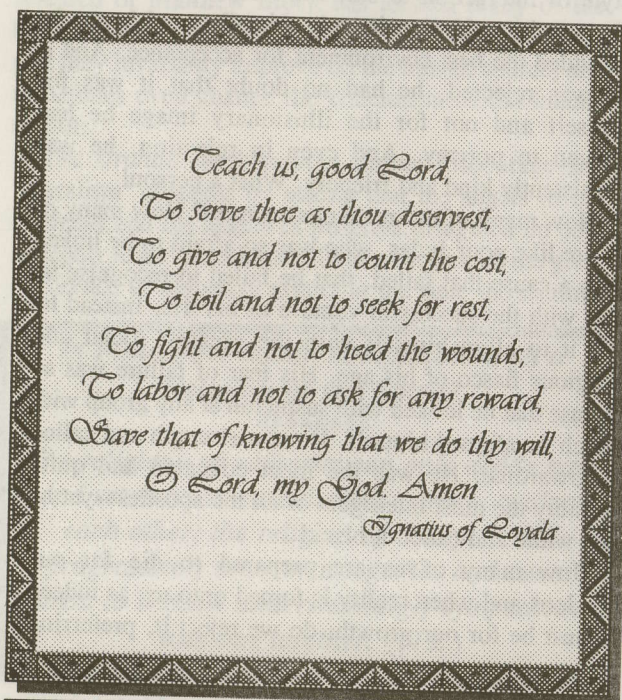 Teach us, good Lord,
To serve thee as thou deservest,
To give and not to count the cost,
To toil and not to seek for rest,
To fight and not to heed the wounds,
To labor and not to ask for any reward,
Save that of knowing that we do thy will,
O Lord, my God. Amen
Ignatius of Loyala